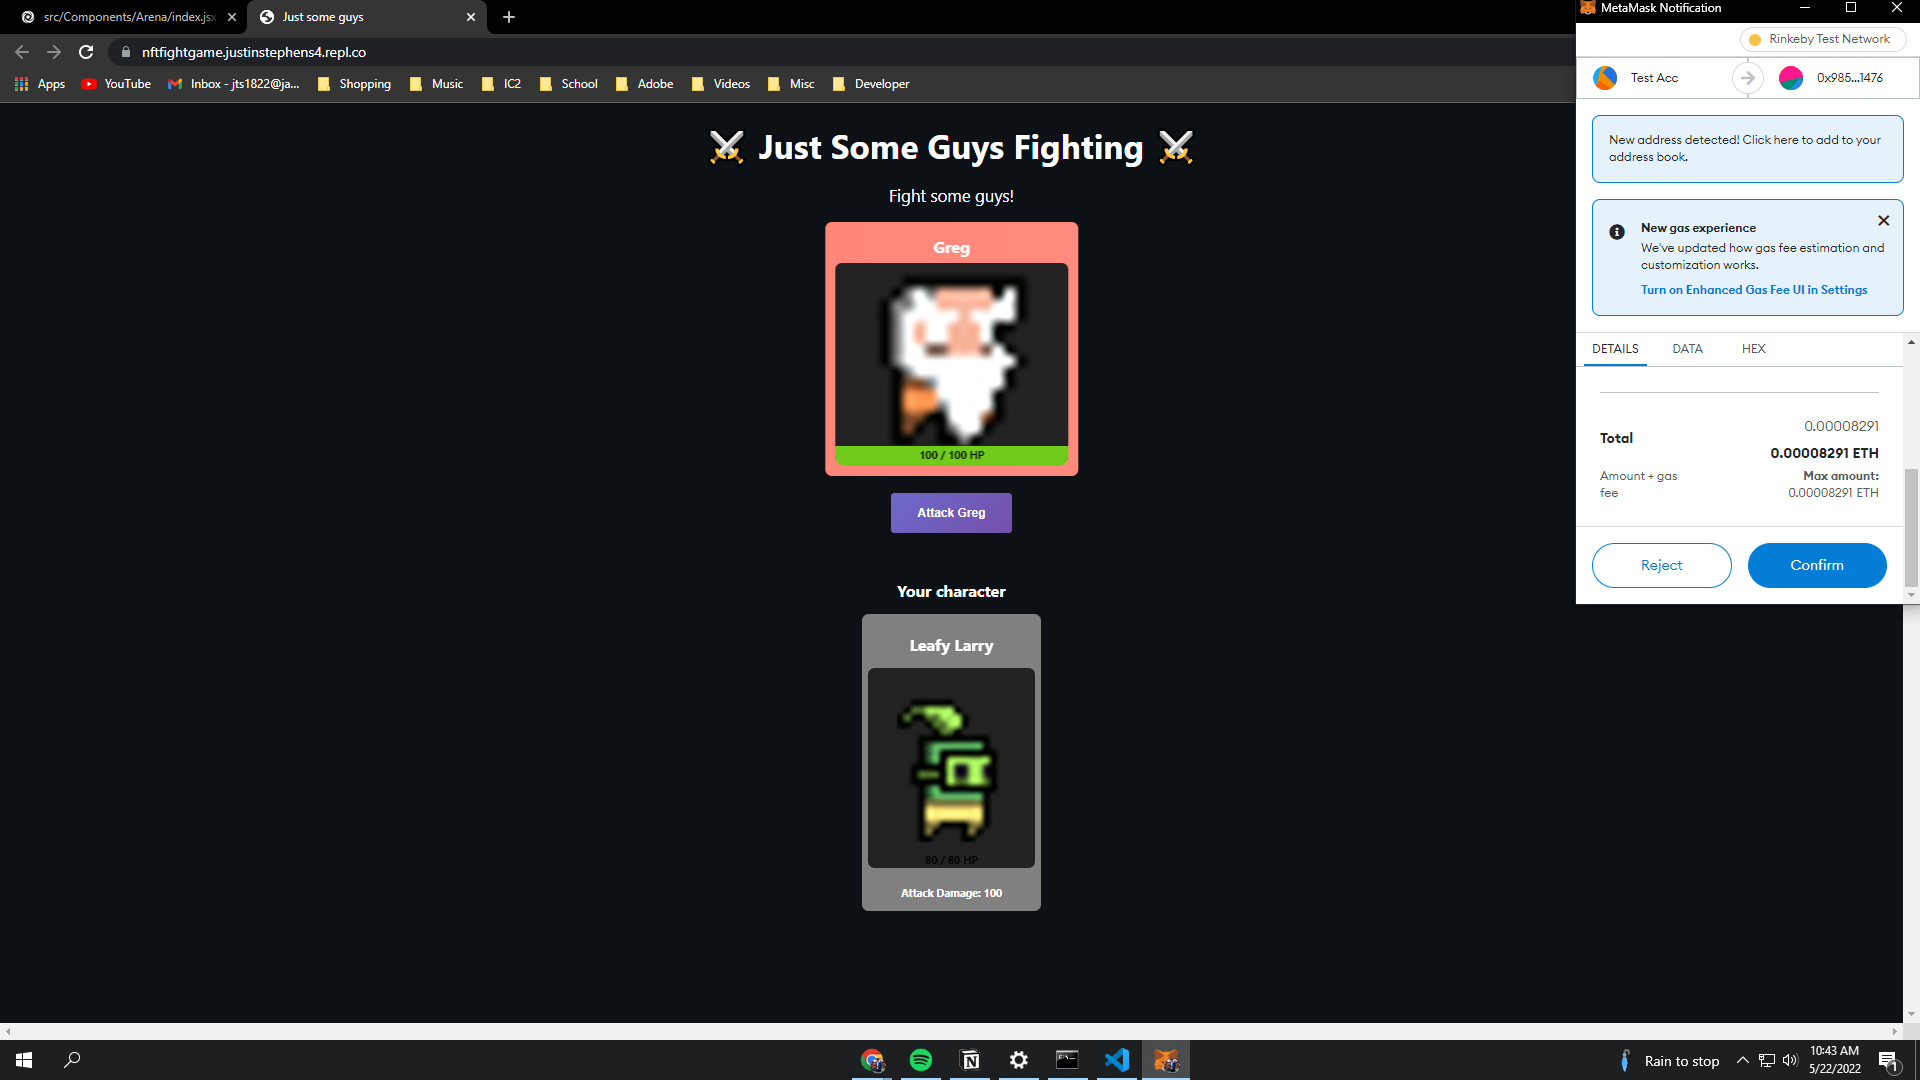 src/Components/Arena/index.jsx
Just some guys
nftfightgame.justinstephens4.repl.co
Apps
YouTube
Inbox - jts1822@ja...
Shopping
Music
IC2
School
Adobe
Videos
Misc
Developer
⚔️ Just Some Guys Fighting ⚔️
Fight some guys!
Greg
100 / 100 HP
Attack Greg
Your character
Leafy Larry
80 / 80 HP
Attack Damage: 100
MetaMask Notification
Rinkeby Test Network
Test Acc
0x985...1476
New address detected! Click here to add to your
address book.
New gas experience
We've updated how gas fee estimation and
customization works.
Turn on Enhanced Gas Fee UI in Settings
DETAILS
DATA
HEX
0.00008291
Total
0.00008291 ETH
Amount + gas
fee
Max amount:
0.00008291 ETH
Reject
Confirm
Rain to stop
10:43 AM
5/22/2022
1